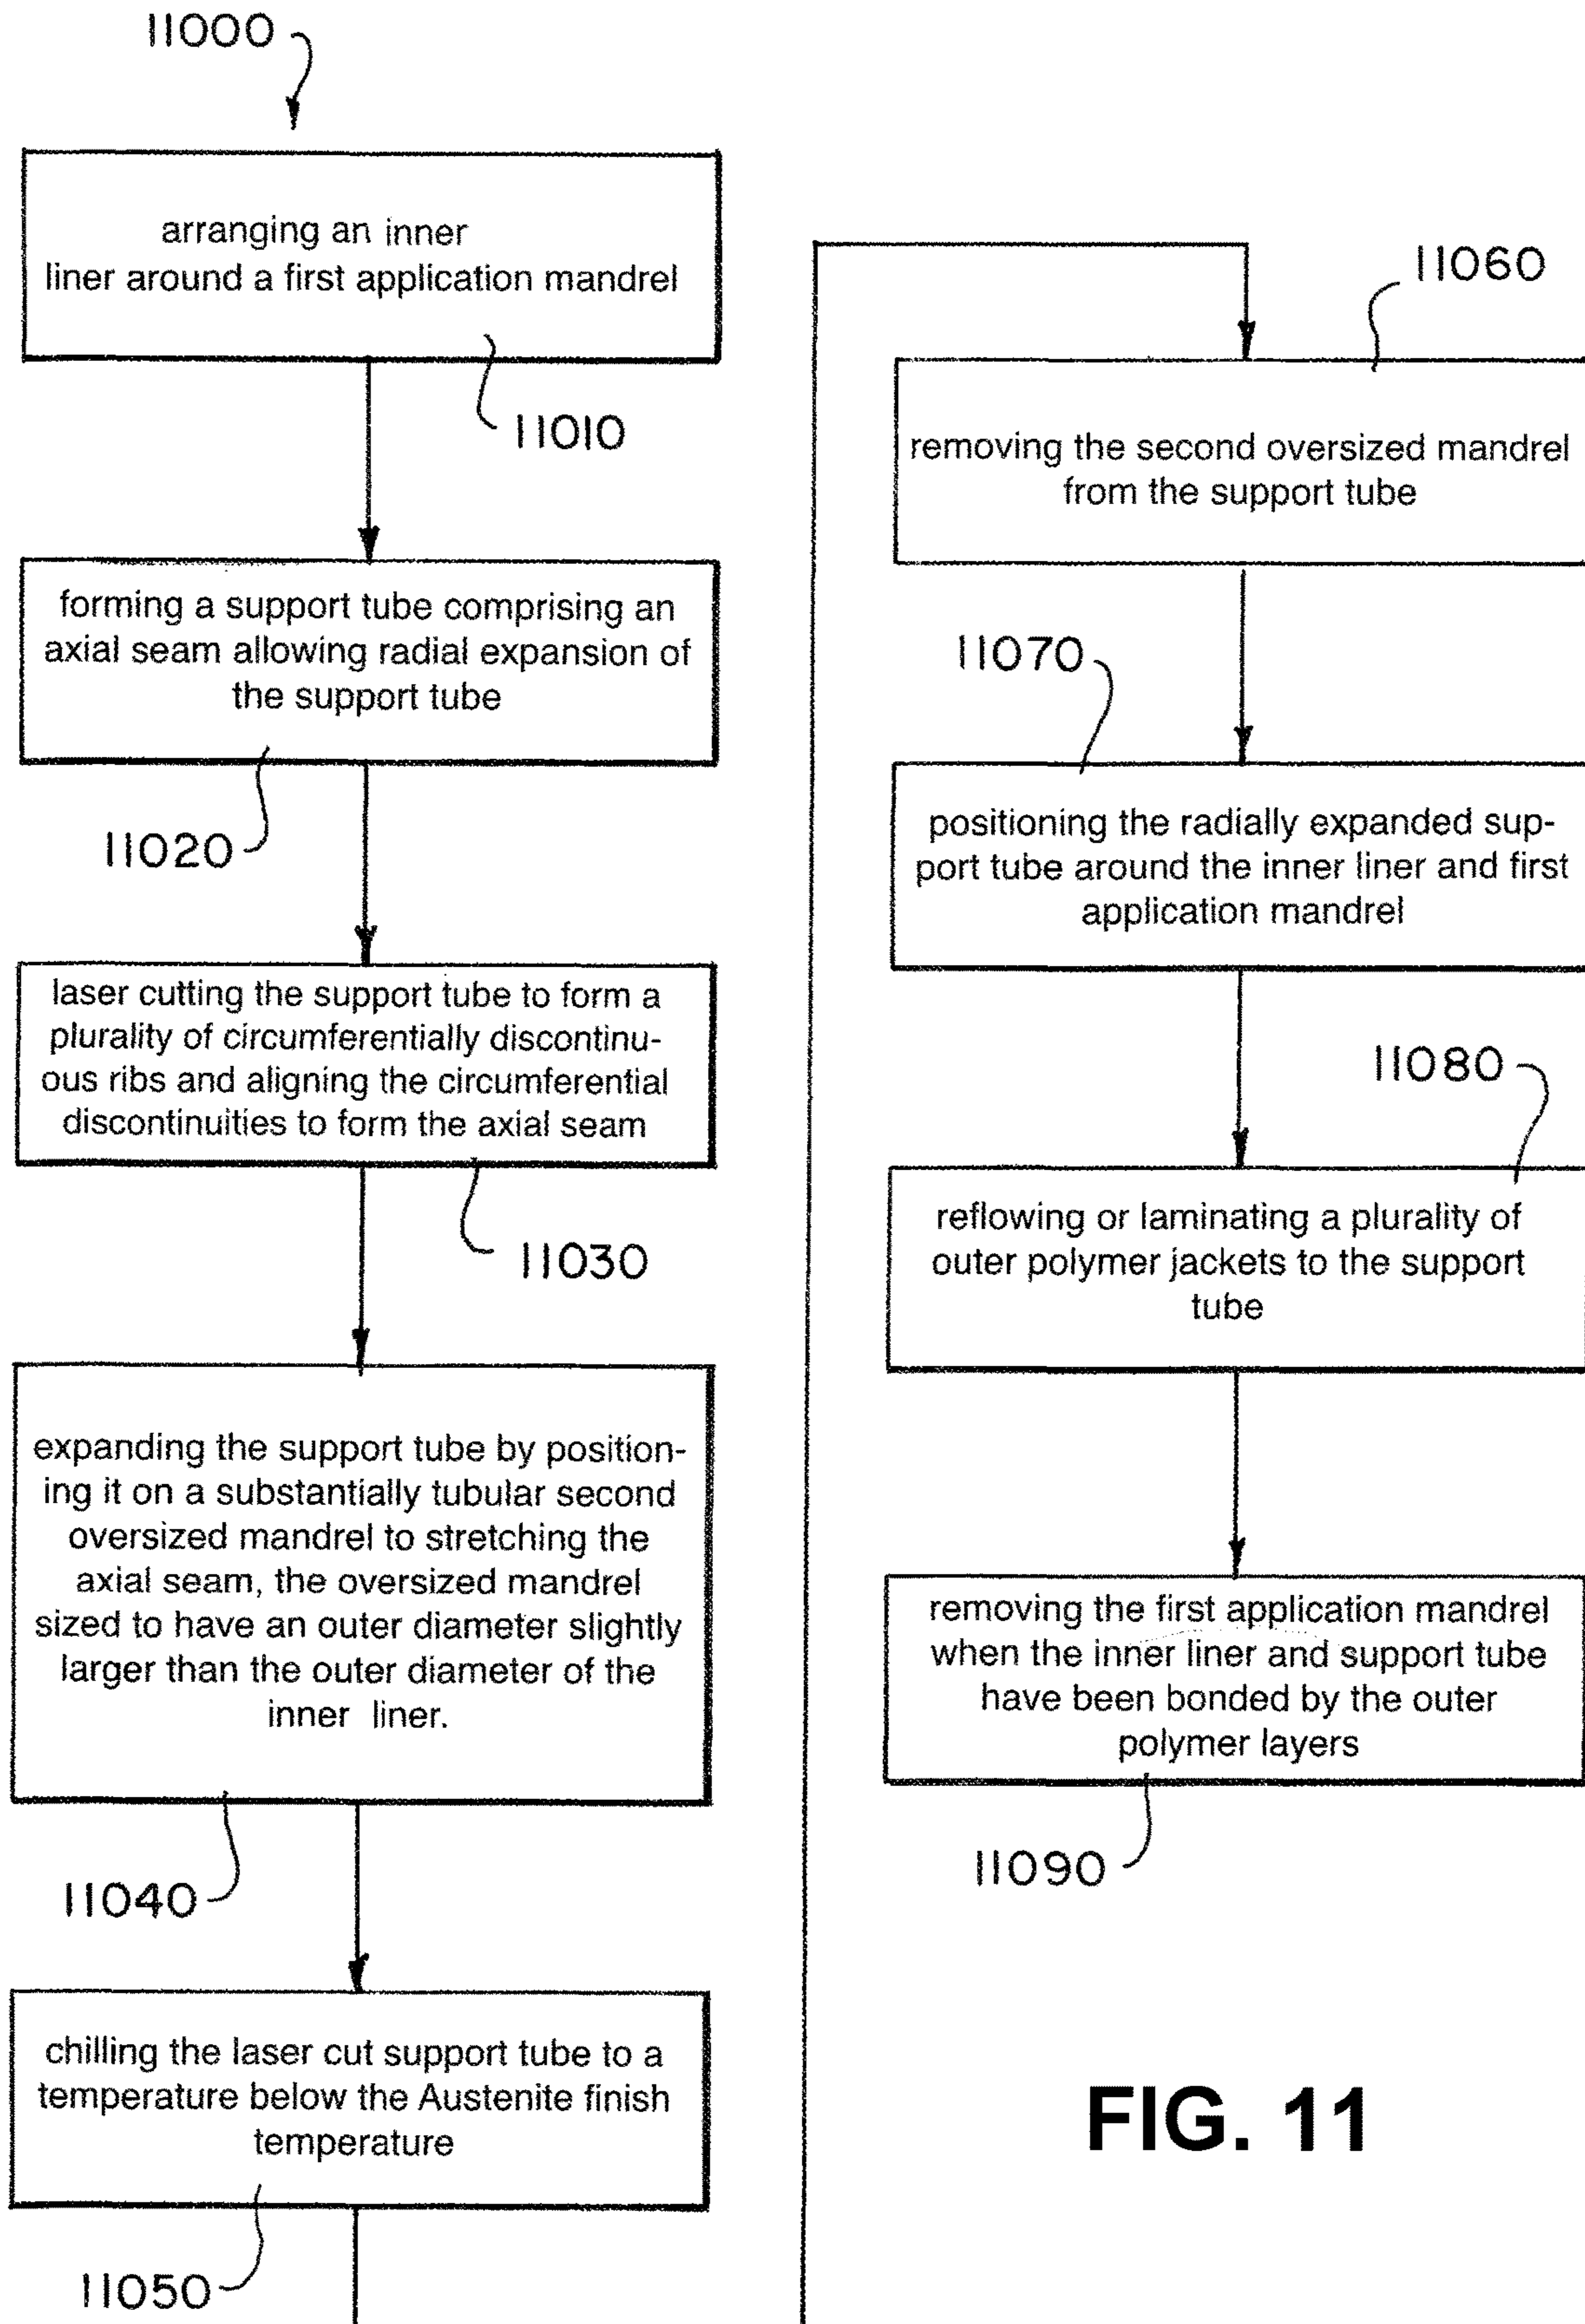 11000
arranging an inner
liner around a first application mandrel
11010
forming a support tube comprising an
axial seam allowing radial expansion of
the support tube
11020
laser cutting the support tube to form a
plurality of circumferentially discontinu-
ous ribs and aligning the circumferential
discontinuities to form the axial seam
11030
expanding the support tube by position-
ing it on a substantially tubular second
oversized mandrel to stretching the
axial seam, the oversized mandrel
sized to have an outer diameter slightly
larger than the outer diameter of the
inner liner.
11040
chilling the laser cut support tube to a
temperature below the Austenite finish
temperature
11050
11060
removing the second oversized mandrel
from the support tube
11070
positioning the radially expanded sup-
port tube around the inner liner and first
application mandrel
11080
reflowing or laminating a plurality of
outer polymer jackets to the support
tube
removing the first application mandrel
when the inner liner and support tube
have been bonded by the outer
polymer layers
11090
FIG. 11